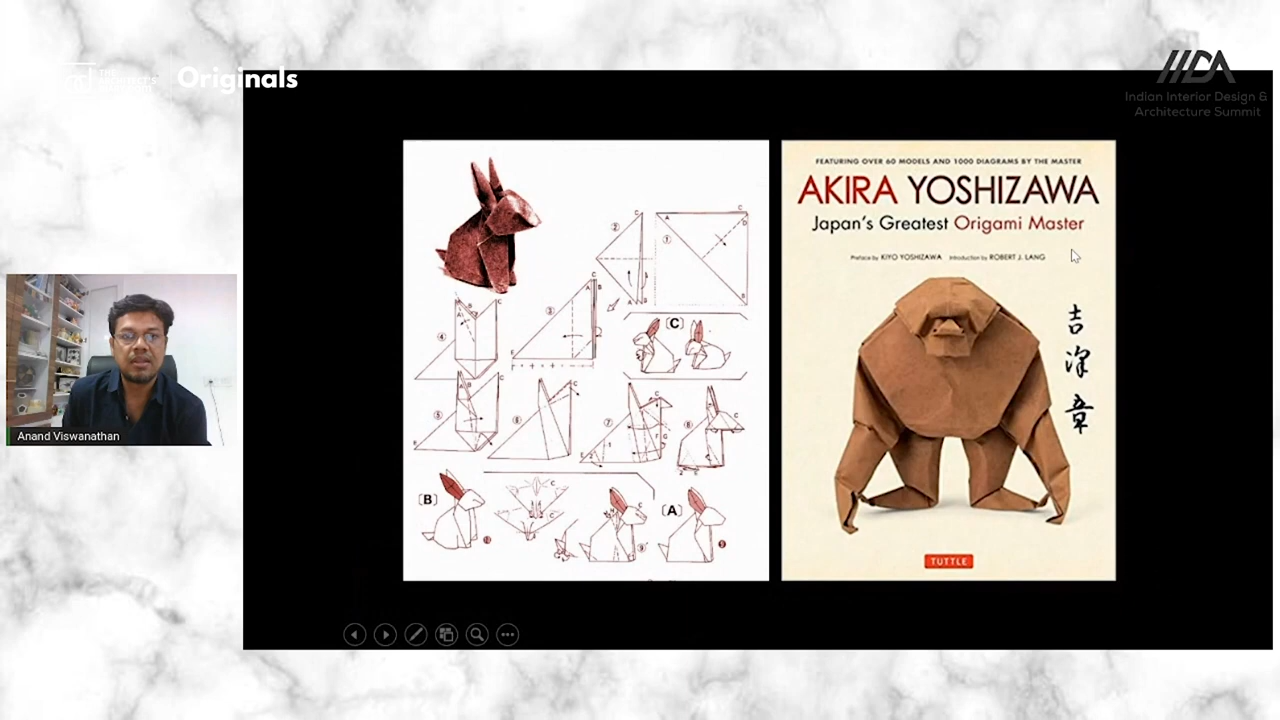 Originals
IIDA
Indian Interior Design &
Architecture Summit
FEATURING OVER 60 MODELS AND 1000 DIAGRAMS BY THE MASTER
AKIRA YOSHIZAWA
Japan's Greatest Origami Master
Preface by KIYO YOSHIZAWA Introduction by ROBERT J. LANG
吉
澤
章
TUTTLE
[C]
[B]
[A]
Anand Viswanathan